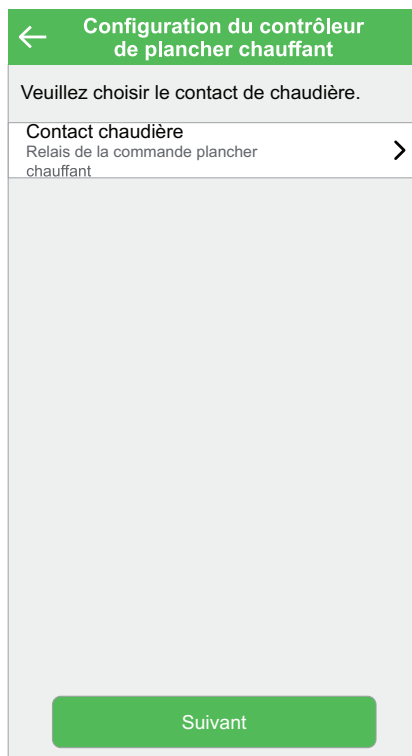 Configuration du contrôleur
de plancher chauffant
Veuillez choisir le contact de chaudière.
Contact chaudière
Relais de la commande plancher
chauffant
Suivant